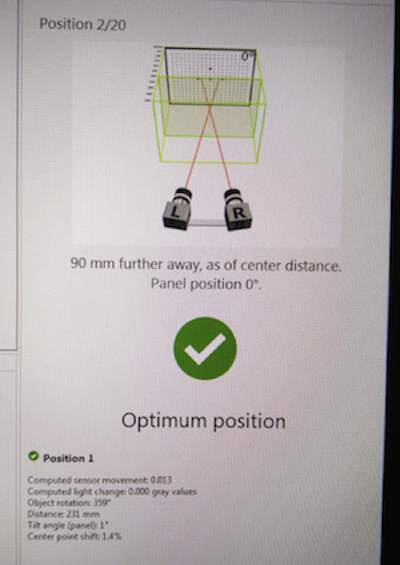 Position 2/20
0°
L R
90 mm further away, as of center distance.
Panel position 0°.
Optimum position
Position 1
Computed sensor movement: 0.013
Computed light change: 0.000 gray values
Object rotation: 359°
Distance: 231 mm
Tilt angle (panel): 1°
Center point shift: 1.4%